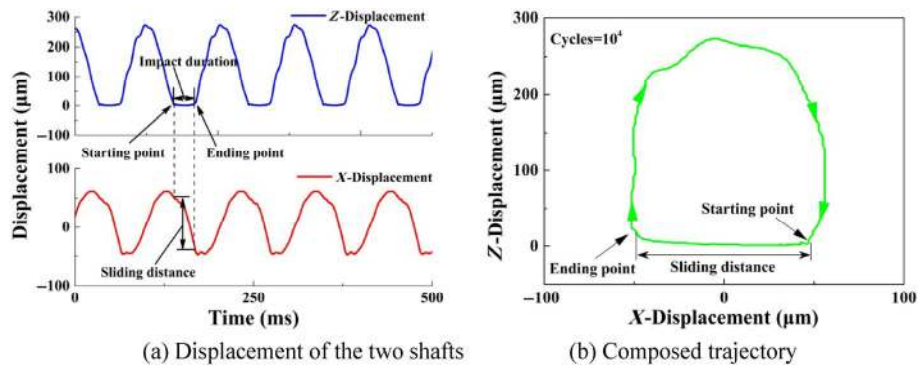 Displacement (μm)
300
200
100
0
−100
Z-Displacement
Impact duration
Starting point
Ending point
100
0
−100
X-Displacement
Sliding distance
0
250
500
Time (ms)
(a) Displacement of the two shafts
Z-Displacement (μm)
300
200
100
0
Cycles=10⁴
Starting point
Ending point
Sliding distance
−100
0
100
X-Displacement (μm)
(b) Composed trajectory